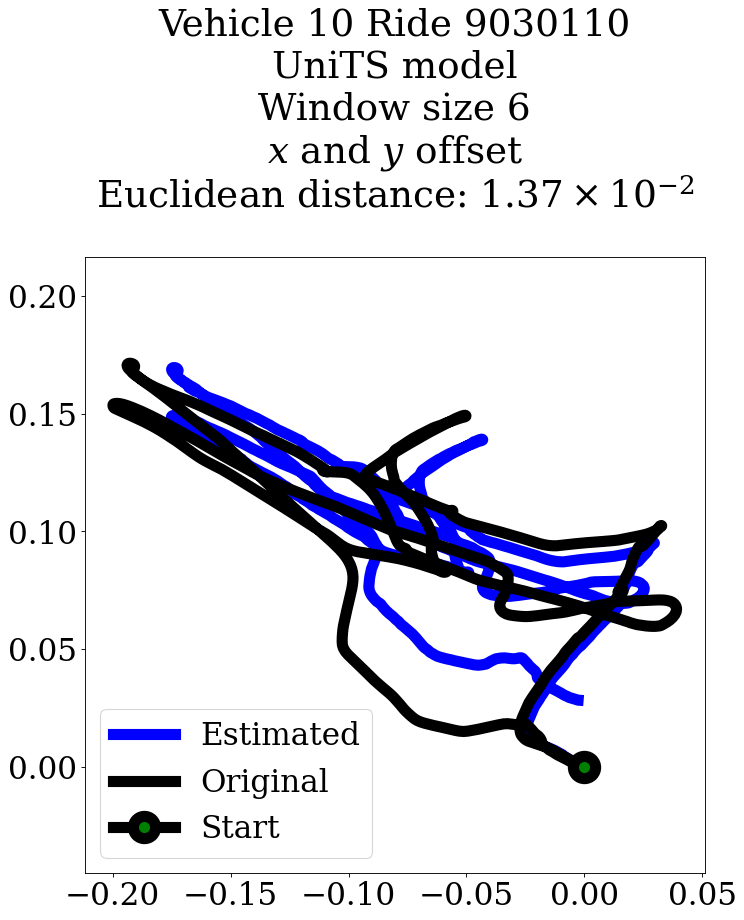 Vehicle 10 Ride 9030110
UniTS model
Window size 6
x and y offset
Euclidean distance: 1.37 × 10⁻²
0.20
0.15
0.10
0.05
0.00
Estimated
Original
Start
−0.20 −0.15 −0.10 −0.05 0.00 0.05